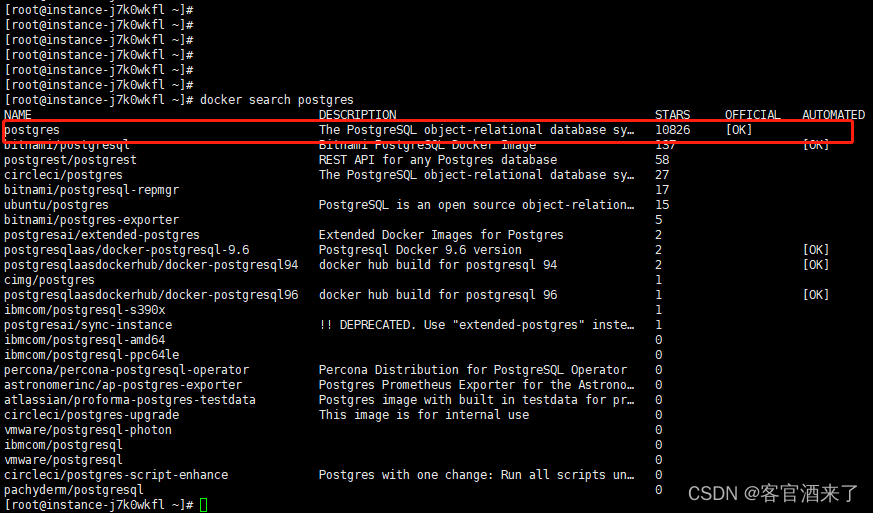 [root@instance-j7k0wkfl ~]#
[root@instance-j7k0wkfl ~]#
[root@instance-j7k0wkfl ~]#
[root@instance-j7k0wkfl ~]#
[root@instance-j7k0wkfl ~]#
[root@instance-j7k0wkfl ~]#
[root@instance-j7k0wkfl ~]# docker search postgres
NAME DESCRIPTION STARS OFFICIAL AUTOMATED
postgres The PostgreSQL object-relational database sy… 10826 [OK]
bitnami/postgresql Bitnami PostgreSQL Docker Image 137 [OK]
postgrest/postgrest REST API for any Postgres database 58
circleci/postgres The PostgreSQL object-relational database sy… 27
bitnami/postgresql-repmgr 17
ubuntu/postgres PostgreSQL is an open source object-relation… 15
bitnami/postgres-exporter 5
postgresai/extended-postgres Extended Docker Images for Postgres 2
postgresqlaas/docker-postgresql-9.6 Postgresql Docker 9.6 version 2 [OK]
postgresqlaasdockerhub/docker-postgresql94 docker hub build for postgresql 94 2 [OK]
cimg/postgres 1
postgresqlaasdockerhub/docker-postgresql96 docker hub build for postgresql 96 1 [OK]
ibmcom/postgresql-s390x 1
postgresai/sync-instance !! DEPRECATED. Use "extended-postgres" inste… 1
ibmcom/postgresql-amd64 0
ibmcom/postgresql-ppc64le 0
percona/percona-postgresql-operator Percona Distribution for PostgreSQL Operator 0
astronomerinc/ap-postgres-exporter Postgres Prometheus Exporter for the Astrono… 0
atlassian/proforma-postgres-testdata Postgres image with built in testdata for pr… 0
circleci/postgres-upgrade This image is for internal use 0
vmware/postgresql-photon 0
ibmcom/postgresql 0
vmware/postgresql 0
circleci/postgres-script-enhance Postgres with one change: Run all scripts un… 0
pachyderm/postgresql 0
[root@instance-j7k0wkfl ~]#
CSDN @客官酒来了